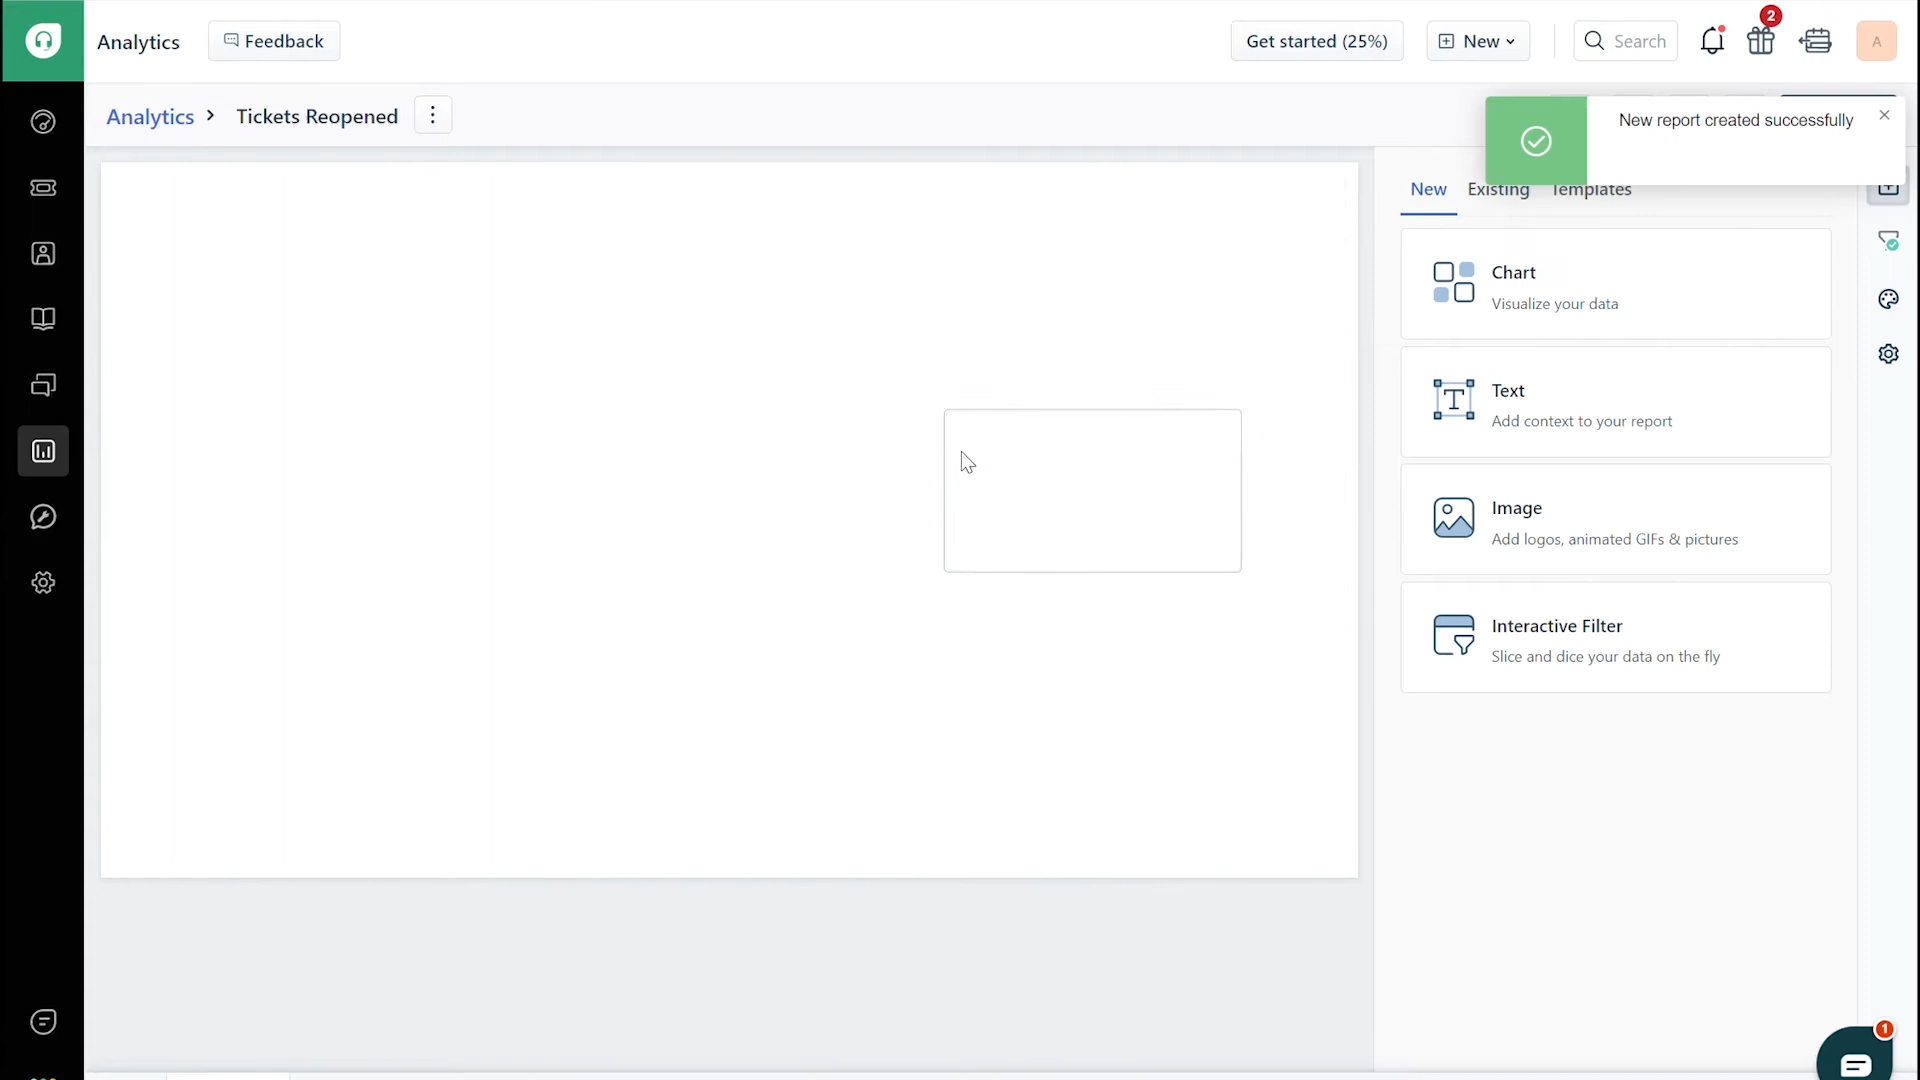 Analytics
Feedback
Get started (25%)
New
Search
2
A
Analytics > Tickets Reopened
New report created successfully
New
Existing
Templates
Chart
Visualize your data
Text
Add context to your report
Image
Add logos, animated GIFs & pictures
Interactive Filter
Slice and dice your data on the fly
1